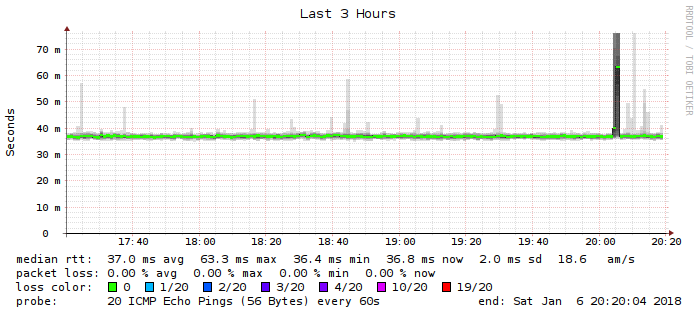 Last 3 Hours
RRDTOOL / TOBI OETIKER
Seconds
70 m
60 m
50 m
40 m
30 m
20 m
10 m
0
17:40 18:00 18:20 18:40 19:00 19:20 19:40 20:00 20:20
median rtt: 37.0 ms avg 63.3 ms max 36.4 ms min 36.8 ms now 2.0 ms sd 18.6 am/s
packet loss: 0.00 % avg 0.00 % max 0.00 % min 0.00 % now
loss color: 0 1/20 2/20 3/20 4/20 10/20 19/20
probe: 20 ICMP Echo Pings (56 Bytes) every 60s end: Sat Jan 6 20:20:04 2018